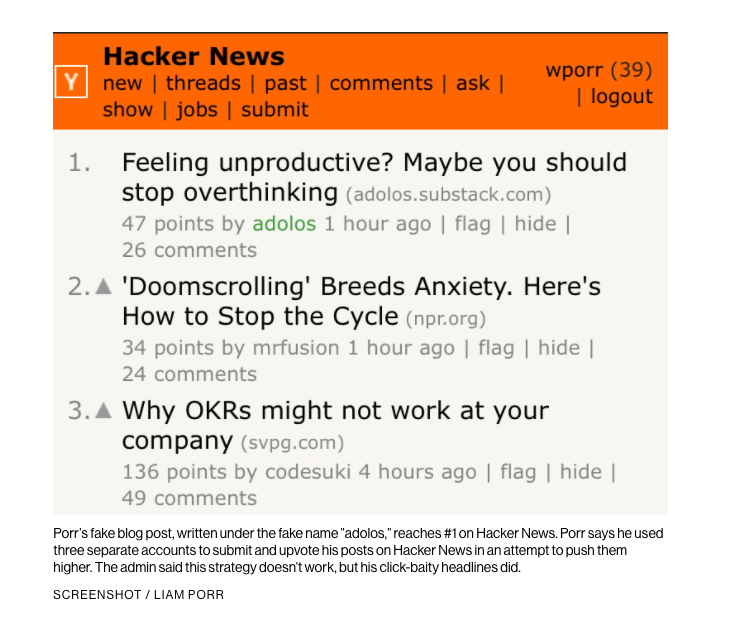 Y
Hacker News
new | threads | past | comments | ask |
show | jobs | submit
wporr (39)
| logout
1. Feeling unproductive? Maybe you should
stop overthinking (adolos.substack.com)
47 points by adolos 1 hour ago | flag | hide |
26 comments
2. 'Doomscrolling' Breeds Anxiety. Here's
How to Stop the Cycle (npr.org)
34 points by mrfusion 1 hour ago | flag | hide |
24 comments
3. Why OKRs might not work at your
company (svpg.com)
136 points by codesuki 4 hours ago | flag | hide |
49 comments
Porr's fake blog post, written under the fake name "adolos," reaches #1 on Hacker News. Porr says he used
three separate accounts to submit and upvote his posts on Hacker News in an attempt to push them
higher. The admin said this strategy doesn't work, but his click-baity headlines did.
SCREENSHOT / LIAM PORR